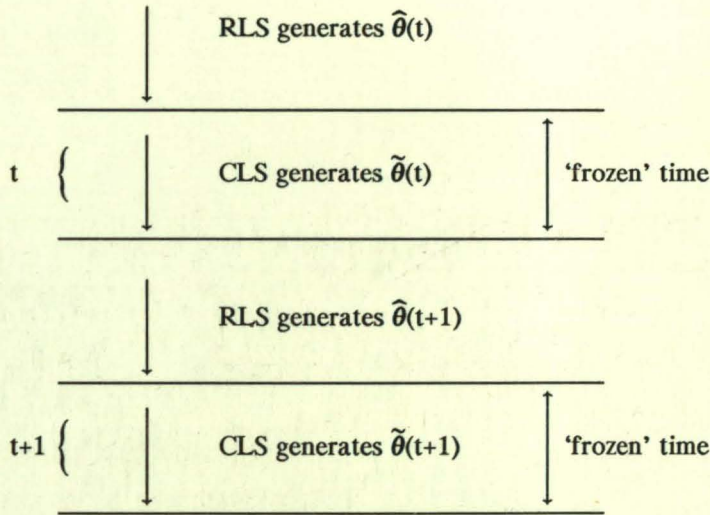 RLS generates θ̂(t)
t { CLS generates θ̃(t) 'frozen' time
RLS generates θ̂(t+1)
t+1 { CLS generates θ̃(t+1) 'frozen' time